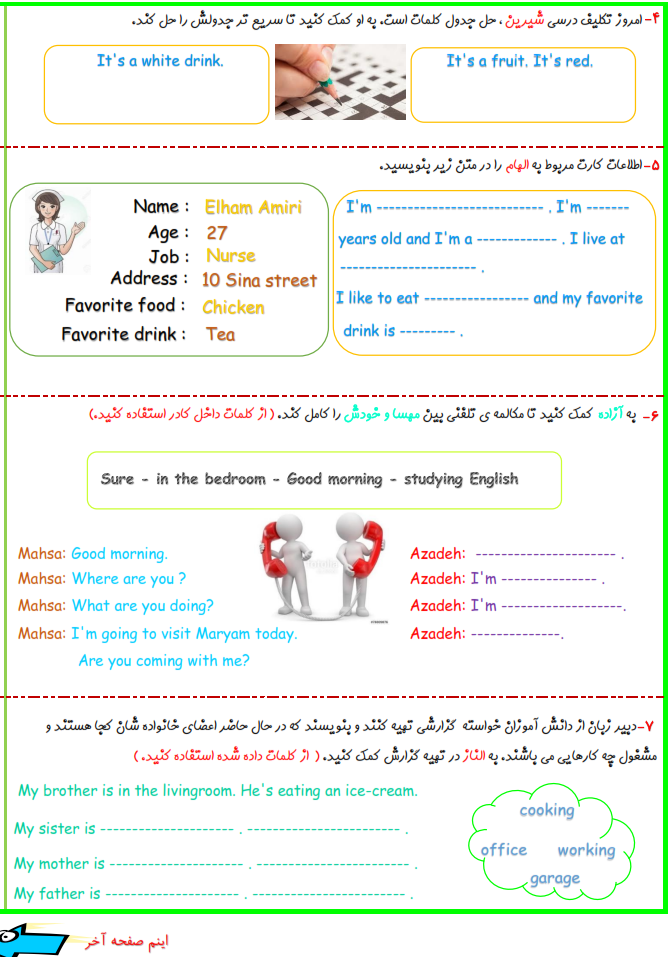 ۴- امروز تکلیف درسی شیرین ، حل جدول کلمات است. به او کمک کنید تا سریع تر جدولش را حل کند.
It's a white drink.
It's a fruit. It's red.
۵-اطلاعات کارت مربوط به الهام را در متن زیر بنویسید.
Name : Elham Amiri
Age : 27
Job : Nurse
Address : 10 Sina street
Favorite food : Chicken
Favorite drink : Tea
I'm --------------------------- . I'm -------
years old and I'm a ------------- . I live at
---------------------- .
I like to eat ----------------- and my favorite
drink is --------- .
۶- به آزاده کمک کنید تا مکالمه ی تلفنی بین مهسا و خودش را کامل کند. ( از کلمات داخل کادر استفاده کنید.)
Sure - in the bedroom - Good morning - studying English
Mahsa: Good morning.
Azadeh: ----------------------- .
Mahsa: Where are you ?
Azadeh: I'm --------------- .
Mahsa: What are you doing?
Azadeh: I'm -------------------.
Mahsa: I'm going to visit Maryam today.
Are you coming with me?
Azadeh: --------------.
۷-دبیر زبان از دانش آموزان خواسته گزارشی تهیه کنند و بنویسند که در حال حاضر اعضای خانواده شان کجا هستند و
مشغول چه کارهایی می باشند. به الناز در تهیه گزارش کمک کنید. ( از کلمات داده شده استفاده کنید. )
My brother is in the livingroom. He's eating an ice-cream.
My sister is ---------------------- . ------------------------- .
My mother is ---------------------- . ------------------------- .
My father is ---------------------- . ------------------------- .
cooking
office working
garage
اینم صفحه آخر